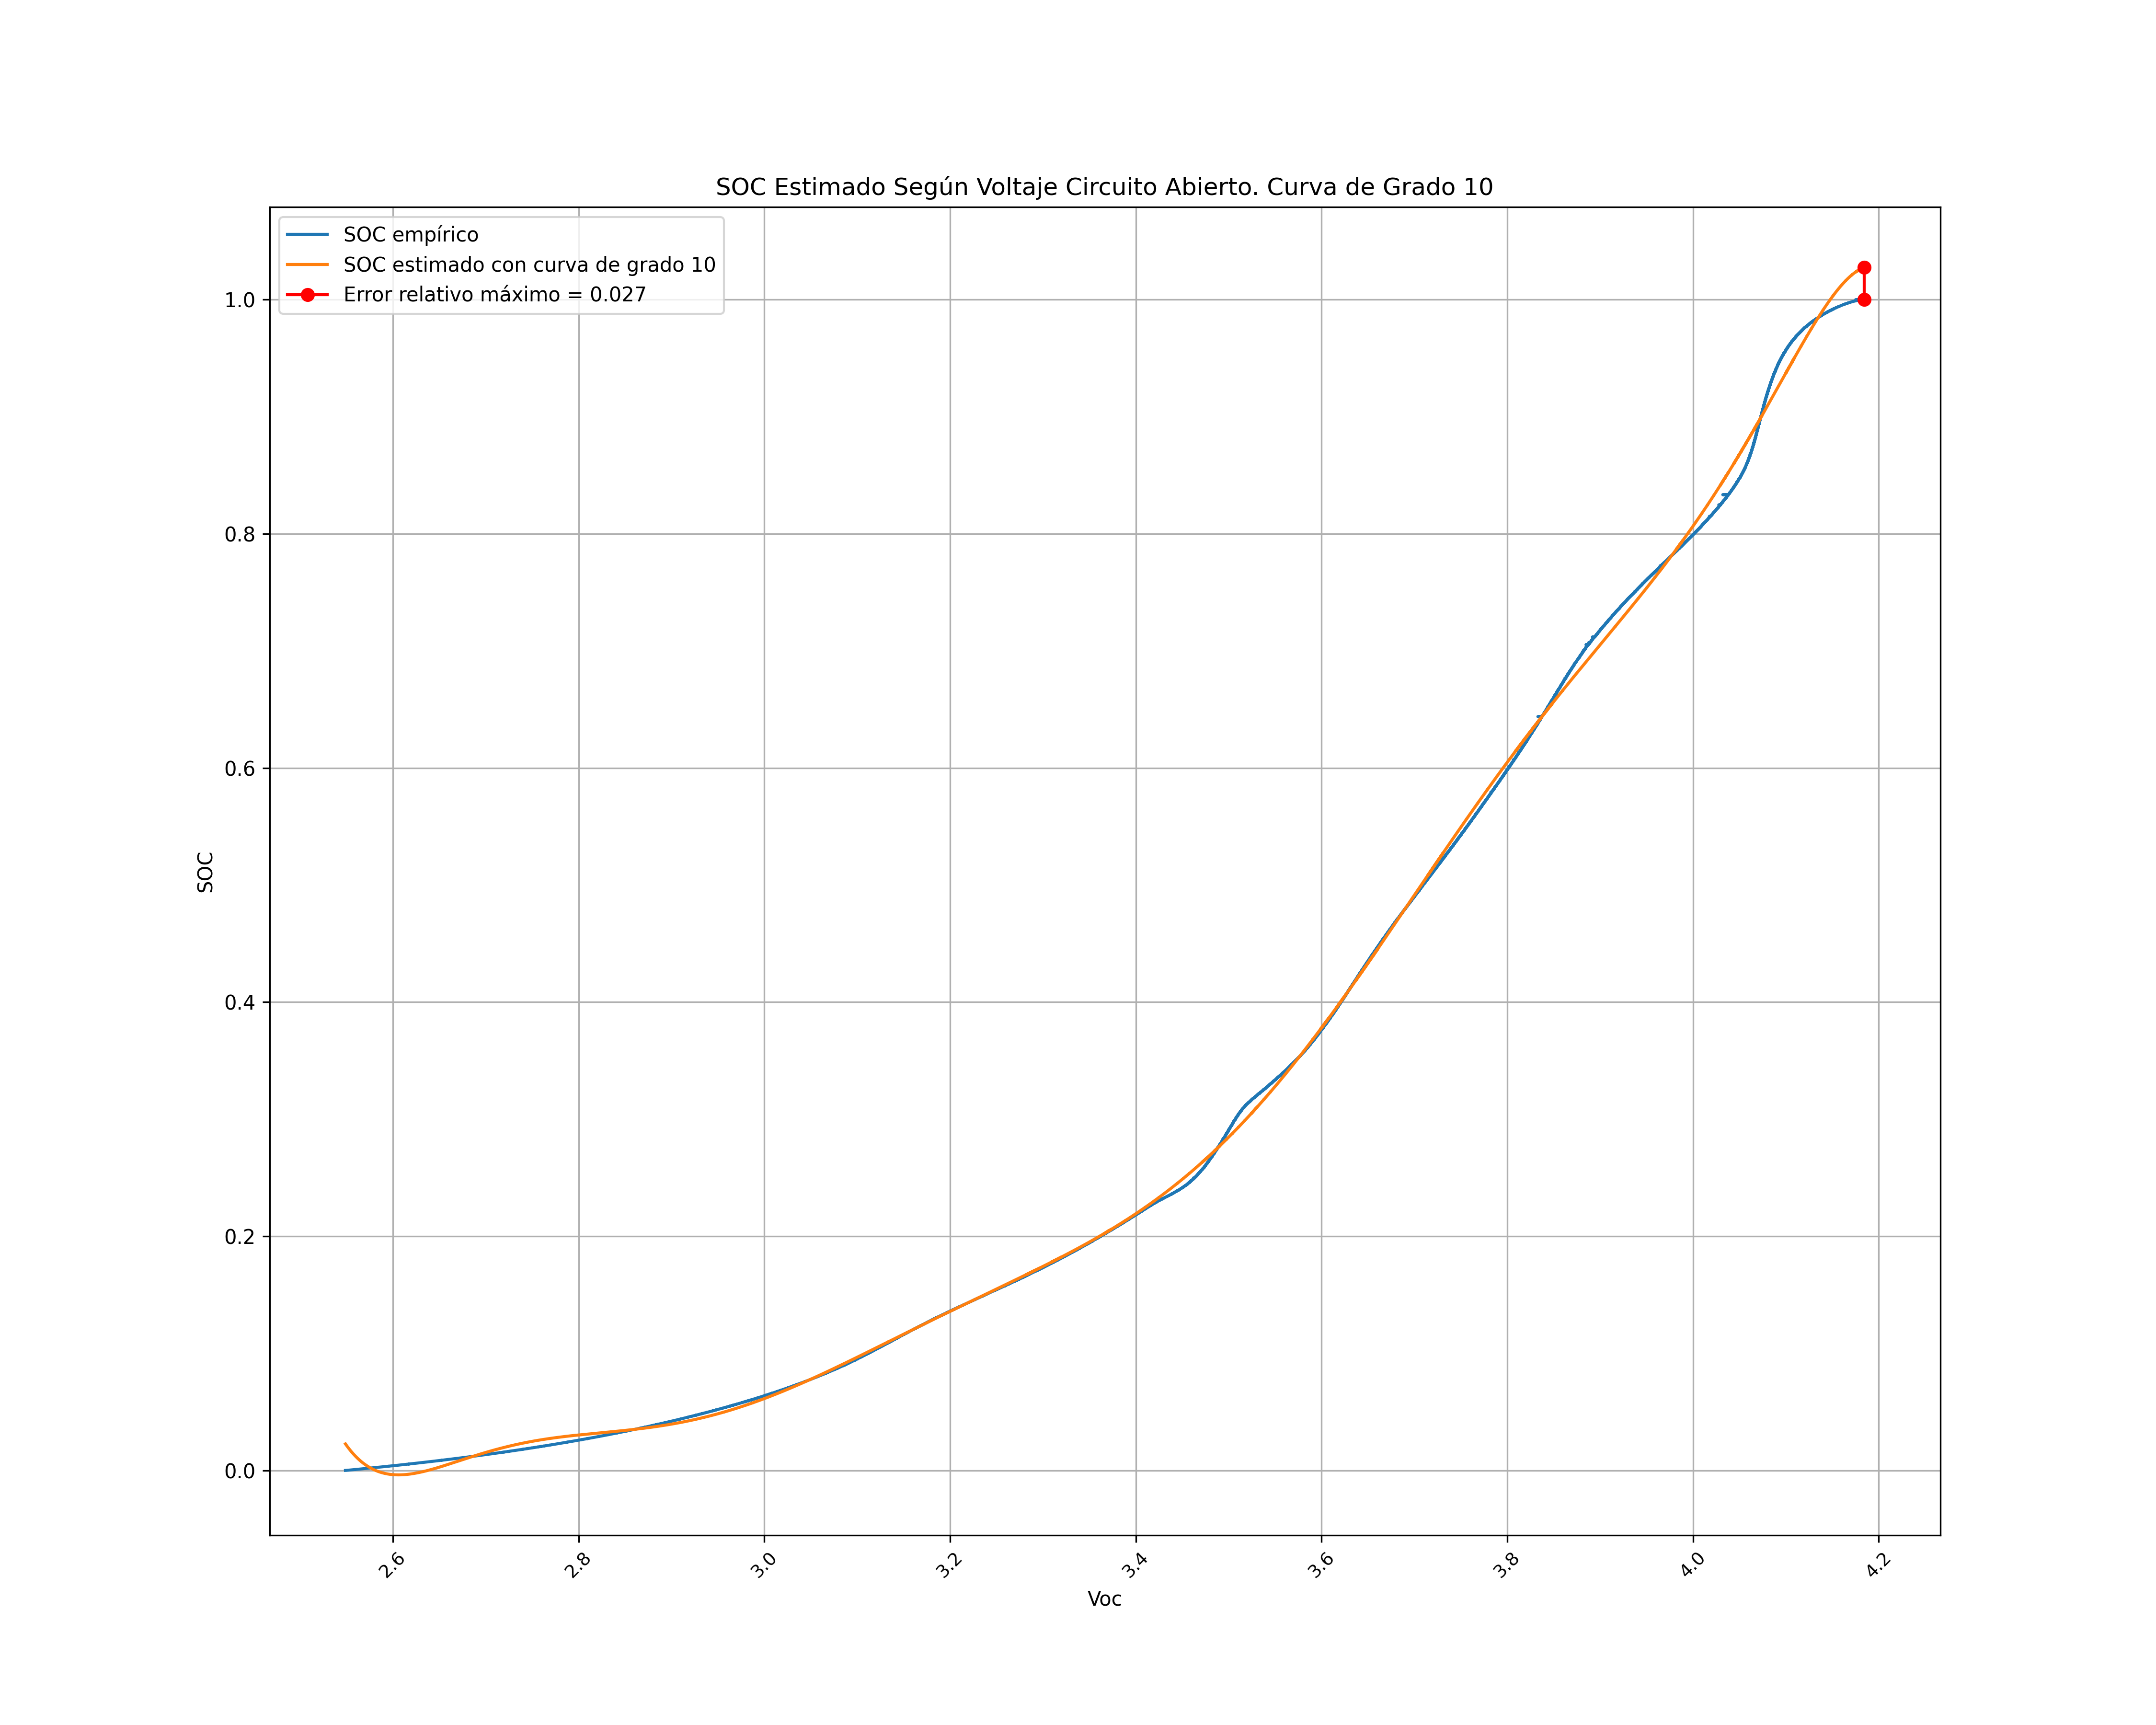 SOC Estimado Según Voltaje Circuito Abierto. Curva de Grado 10
SOC empírico
SOC estimado con curva de grado 10
Error relativo máximo = 0.027
1.0
0.8
0.6
0.4
0.2
0.0
SOC
2.6
2.8
3.0
3.2
3.4
3.6
3.8
4.0
4.2
Voc